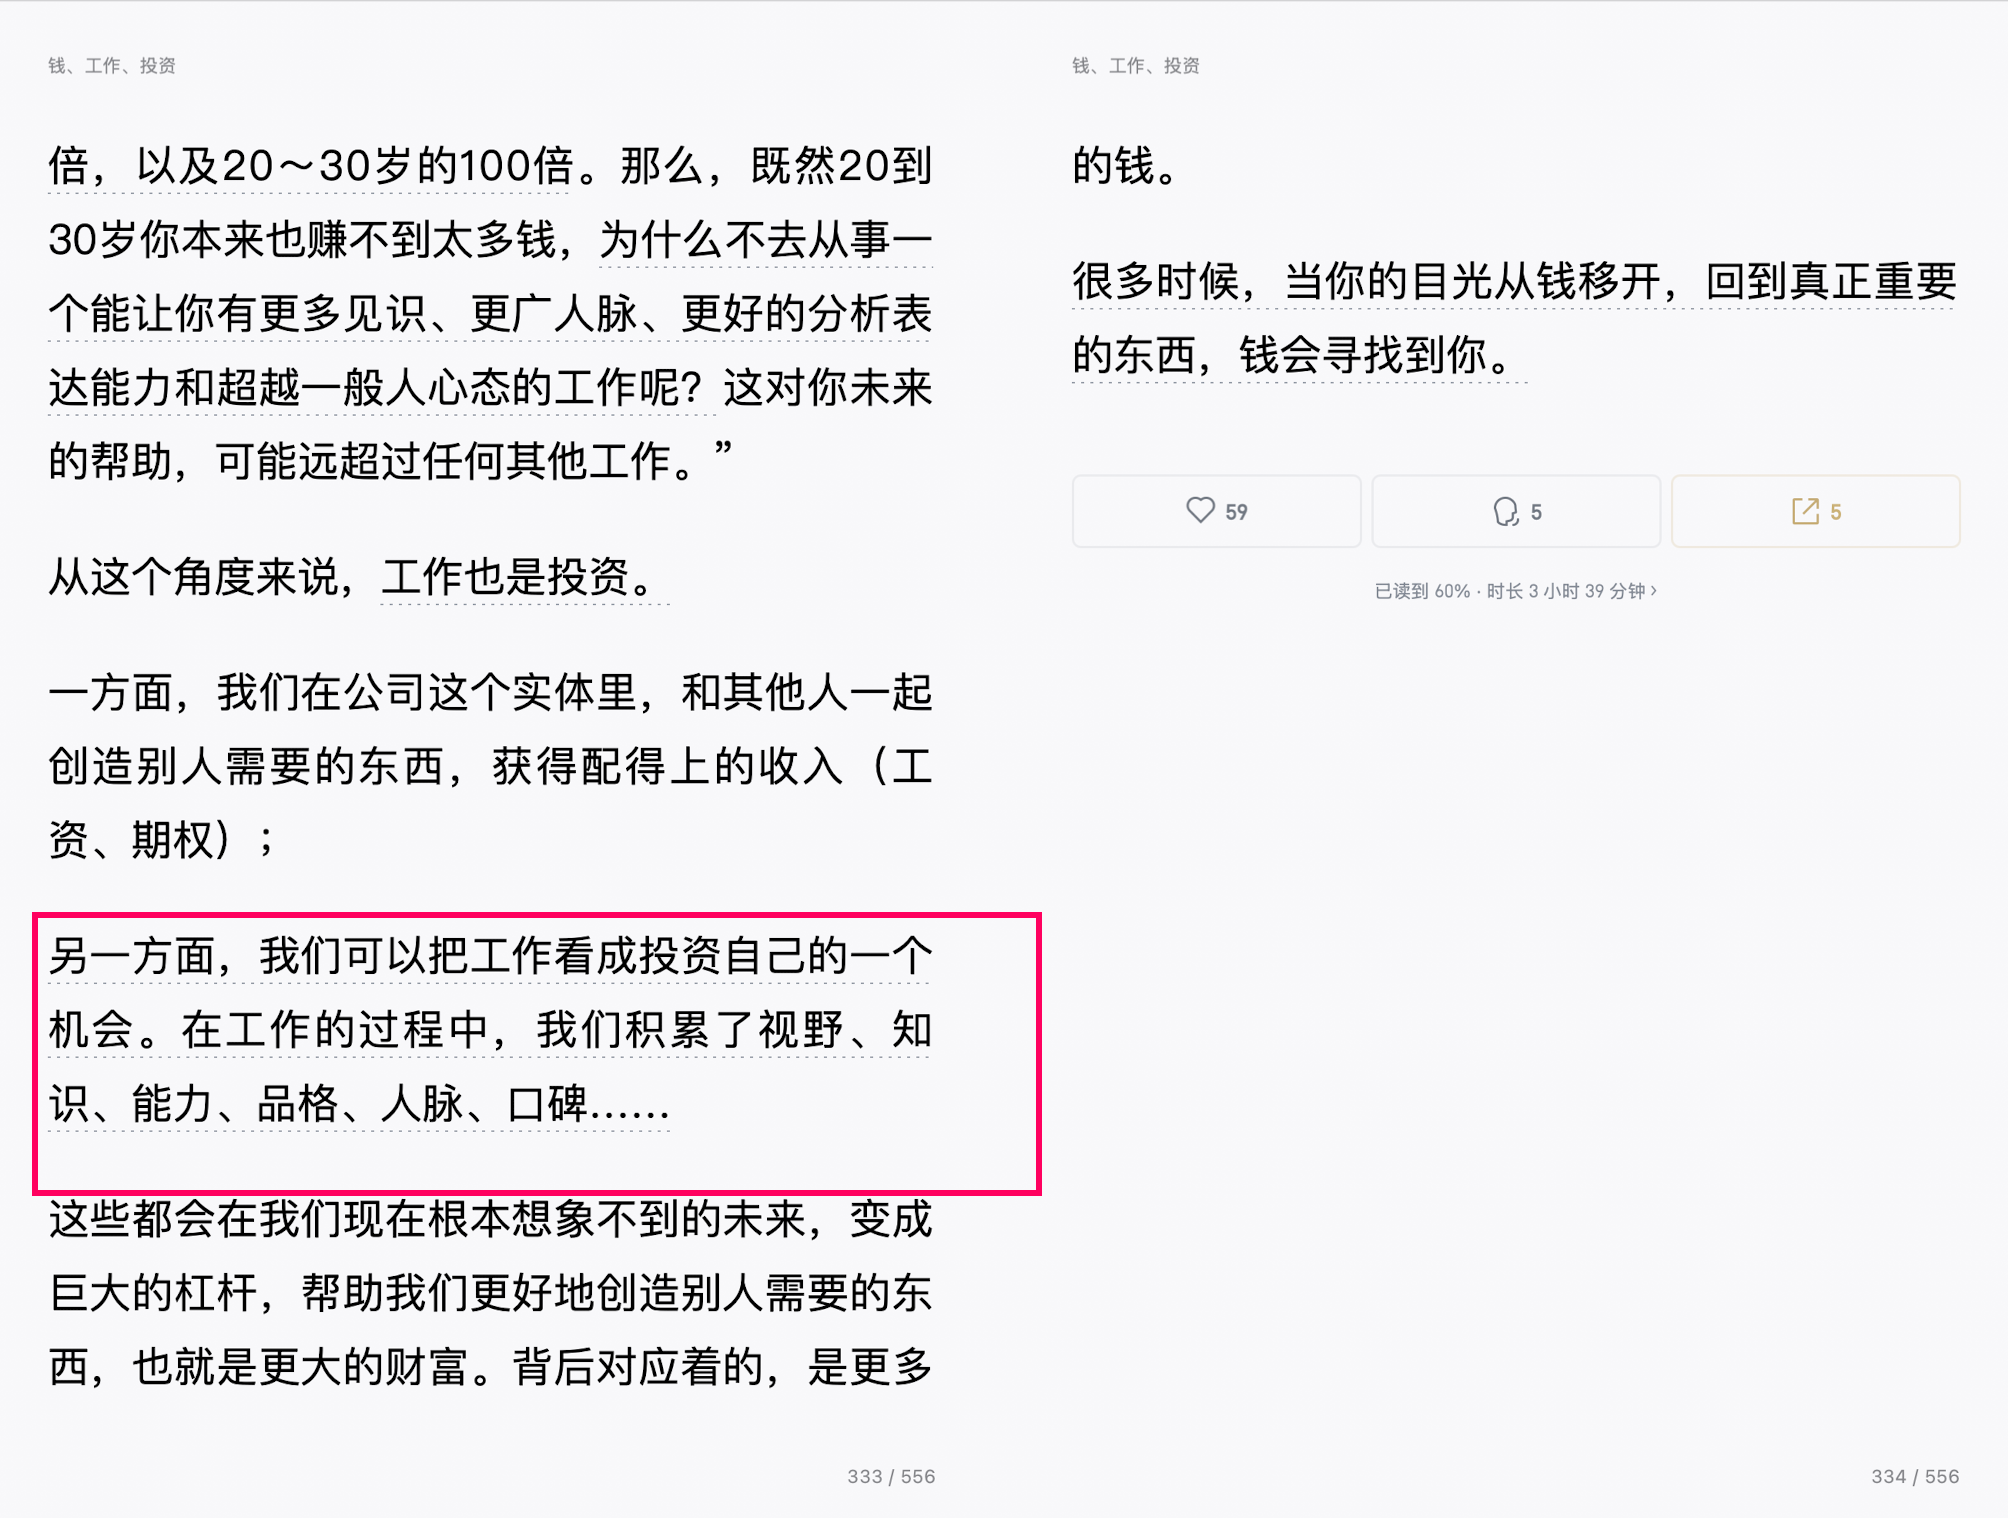 钱、工作、投资
倍，以及20～30岁的100倍。那么，既然20到
30岁你本来也赚不到太多钱，为什么不去从事一
个能让你有更多见识、更广人脉、更好的分析表
达能力和超越一般人心态的工作呢？这对你未来
的帮助，可能远超过任何其他工作。”
从这个角度来说，工作也是投资。
一方面，我们在公司这个实体里，和其他人一起
创造别人需要的东西，获得配得上的收入（工
资、期权）；
另一方面，我们可以把工作看成投资自己的一个
机会。在工作的过程中，我们积累了视野、知
识、能力、品格、人脉、口碑……
这些都会在我们现在根本想象不到的未来，变成
巨大的杠杆，帮助我们更好地创造别人需要的东
西，也就是更大的财富。背后对应着的，是更多
333 / 556
钱、工作、投资
的钱。
很多时候，当你的目光从钱移开，回到真正重要
的东西，钱会寻找到你。
59
5
5
已读到 60% · 时长 3 小时 39 分钟 ›
334 / 556